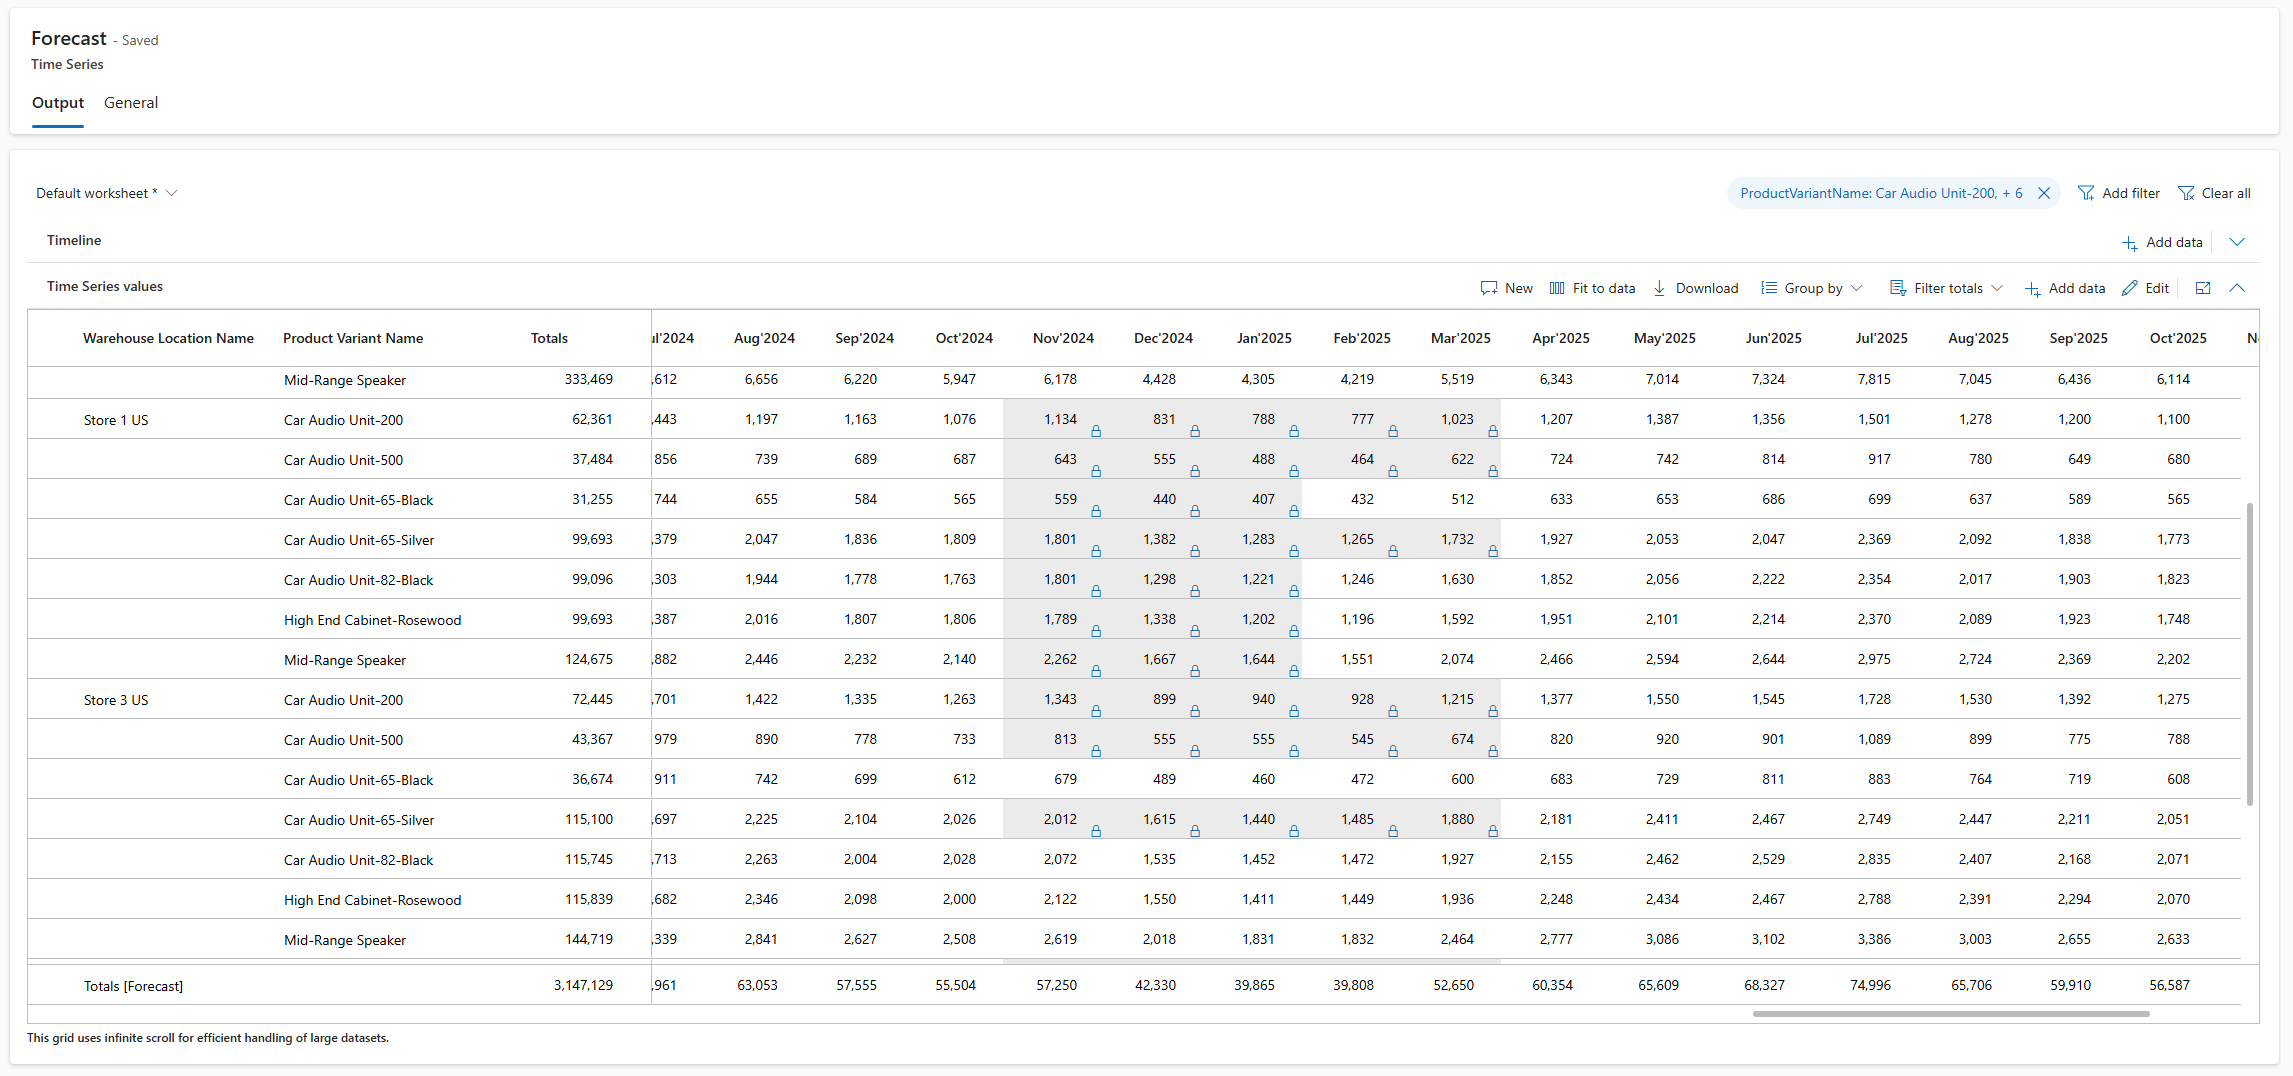 Forecast - Saved
Time Series
Output General
Default worksheet * ProductVariantName: Car Audio Unit-200, + 6 Add filter Clear all
Timeline Add data
Time Series values New Fit to data Download Group by Filter totals Add data Edit
Warehouse Location Name Product Variant Name Totals ul'2024 Aug'2024 Sep'2024 Oct'2024 Nov'2024 Dec'2024 Jan'2025 Feb'2025 Mar'2025 Apr'2025 May'2025 Jun'2025 Jul'2025 Aug'2025 Sep'2025 Oct'2025 N
Mid-Range Speaker 333,469 ,612 6,656 6,220 5,947 6,178 4,428 4,305 4,219 5,519 6,343 7,014 7,324 7,815 7,045 6,436 6,114
Store 1 US Car Audio Unit-200 62,361 ,443 1,197 1,163 1,076 1,134 831 788 777 1,023 1,207 1,387 1,356 1,501 1,278 1,200 1,100
Car Audio Unit-500 37,484 856 739 689 687 643 555 488 464 622 724 742 814 917 780 649 680
Car Audio Unit-65-Black 31,255 744 655 584 565 559 440 407 432 512 633 653 686 699 637 589 565
Car Audio Unit-65-Silver 99,693 ,379 2,047 1,836 1,809 1,801 1,382 1,283 1,265 1,732 1,927 2,053 2,047 2,369 2,092 1,838 1,773
Car Audio Unit-82-Black 99,096 ,303 1,944 1,778 1,763 1,801 1,298 1,221 1,246 1,630 1,852 2,056 2,222 2,354 2,017 1,903 1,823
High End Cabinet-Rosewood 99,693 ,387 2,016 1,807 1,806 1,789 1,338 1,202 1,196 1,592 1,951 2,101 2,214 2,370 2,089 1,923 1,748
Mid-Range Speaker 124,675 ,882 2,446 2,232 2,140 2,262 1,667 1,644 1,551 2,074 2,466 2,594 2,644 2,975 2,724 2,369 2,202
Store 3 US Car Audio Unit-200 72,445 ,701 1,422 1,335 1,263 1,343 899 940 928 1,215 1,377 1,550 1,545 1,728 1,530 1,392 1,275
Car Audio Unit-500 43,367 979 890 778 733 813 555 555 545 674 820 920 901 1,089 899 775 788
Car Audio Unit-65-Black 36,674 911 742 699 612 679 489 460 472 600 683 729 811 883 764 719 608
Car Audio Unit-65-Silver 115,100 ,697 2,225 2,104 2,026 2,012 1,615 1,440 1,485 1,880 2,181 2,411 2,467 2,749 2,447 2,211 2,051
Car Audio Unit-82-Black 115,745 ,713 2,263 2,004 2,028 2,072 1,535 1,452 1,472 1,927 2,155 2,462 2,529 2,835 2,407 2,168 2,071
High End Cabinet-Rosewood 115,839 ,682 2,346 2,098 2,000 2,122 1,550 1,411 1,449 1,936 2,248 2,434 2,467 2,788 2,391 2,294 2,070
Mid-Range Speaker 144,719 ,339 2,841 2,627 2,508 2,619 2,018 1,831 1,832 2,464 2,777 3,086 3,102 3,386 3,003 2,655 2,633
Totals [Forecast] 3,147,129 ,961 63,053 57,555 55,504 57,250 42,330 39,865 39,808 52,650 60,354 65,609 68,327 74,996 65,706 59,910 56,587
This grid uses infinite scroll for efficient handling of large datasets.